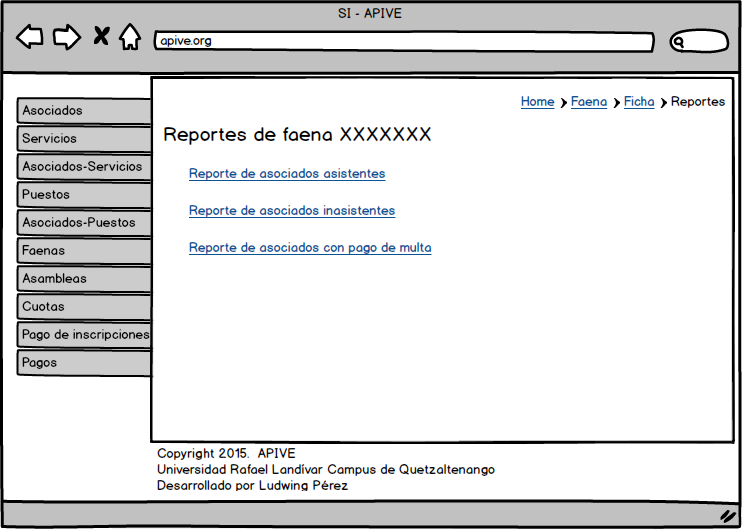 SI - APIVE
apive.org
Home Faena Ficha Reportes
Asociados
Servicios
Asociados-Servicios
Puestos
Asociados-Puestos
Faenas
Asambleas
Cuotas
Pago de inscripciones
Pagos
Reportes de faena XXXXXXX
Reporte de asociados asistentes
Reporte de asociados inasistentes
Reporte de asociados con pago de multa
Copyright 2015. APIVE
Universidad Rafael Landívar Campus de Quetzaltenango
Desarrollado por Ludwing Pérez